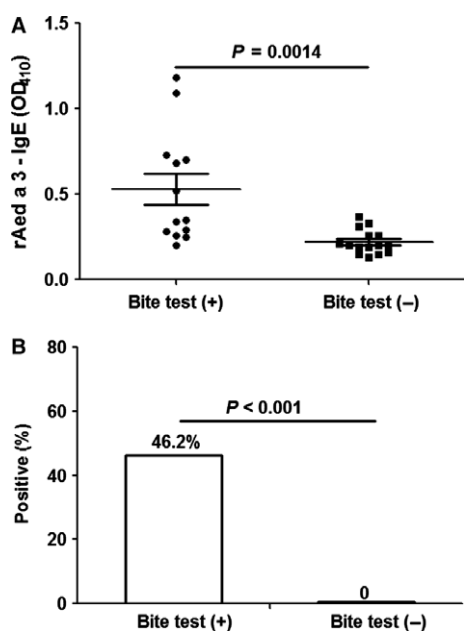 A
rAed a 3 - IgE (OD410)
1.5
1.0
0.5
0.0
P = 0.0014
Bite test (+)
Bite test (–)
B
Positive (%)
80
60
40
20
0
P < 0.001
46.2%
0
Bite test (+)
Bite test (–)